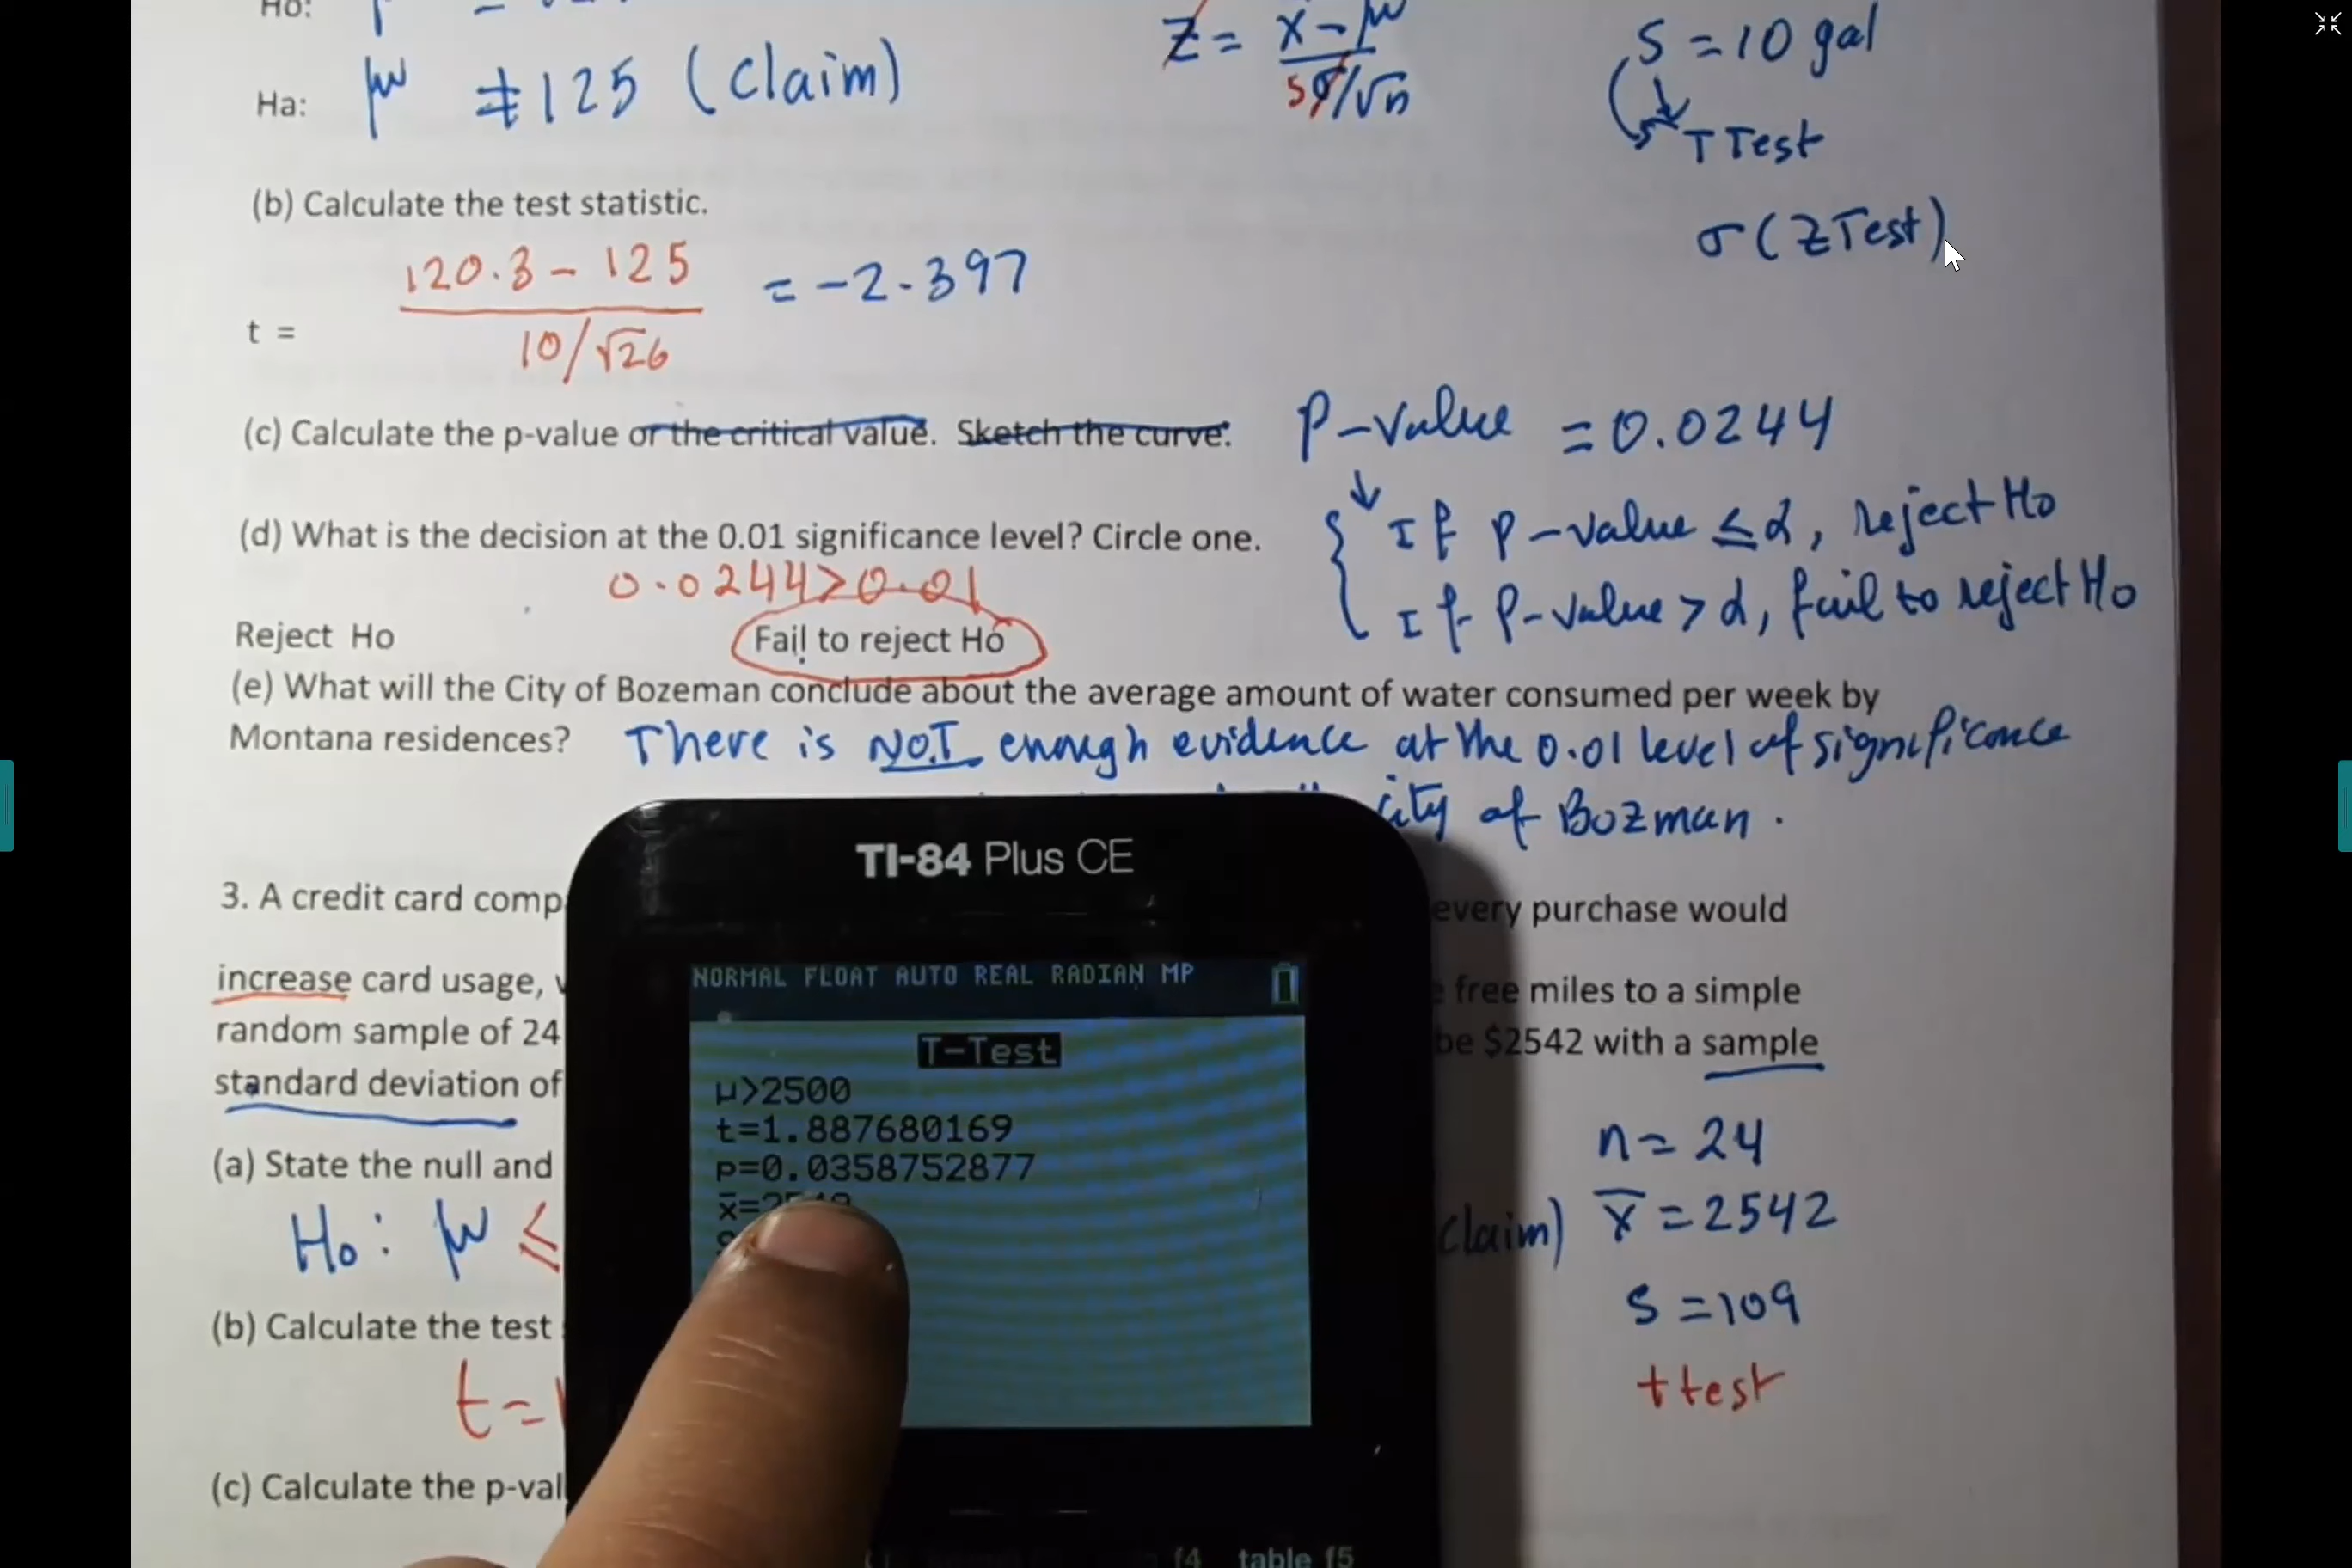 Ho:
Z = x̄ - μ
s = 10 gal
Ha: μ ≠ 125 (Claim)
sσ/√n
T Test
(b) Calculate the test statistic.
σ (Z Test)
120.3 - 125 = -2.397
t =
10/√26
(c) Calculate the p-value or the critical value. Sketch the curve.
P-value = 0.0244
(d) What is the decision at the 0.01 significance level? Circle one.
If P-value ≤ α, reject Ho
0.0244 > 0.01
If P-value > α, fail to reject Ho
Reject Ho Fail to reject Ho
(e) What will the City of Bozeman conclude about the average amount of water consumed per week by
Montana residences? There is NOT enough evidence at the 0.01 level of significance
city of Bozman.
TI-84 Plus CE
3. A credit card comp every purchase would
NORMAL FLOAT AUTO REAL RADIAN MP
increase card usage, free miles to a simple
random sample of 24 be $2542 with a sample
T-Test
standard deviation of
μ>2500
t=1.887680169
n = 24
(a) State the null and
p=0.0358752877
Ho: μ ≤
Claim) x̄ = 2542
s = 109
(b) Calculate the test
t =
t test
(c) Calculate the p-val
f4 table f5